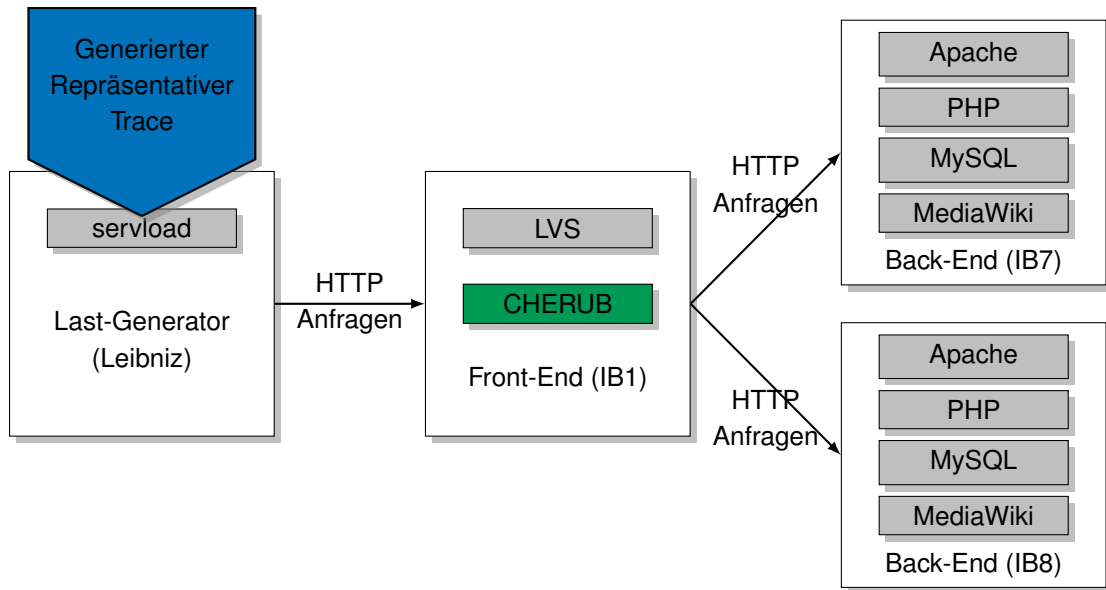 Generierter
Repräsentativer
Trace
servload
Last-Generator
(Leibniz)
HTTP
Anfragen
LVS
CHERUB
Front-End (IB1)
HTTP
Anfragen
HTTP
Anfragen
Apache
PHP
MySQL
MediaWiki
Back-End (IB7)
Apache
PHP
MySQL
MediaWiki
Back-End (IB8)